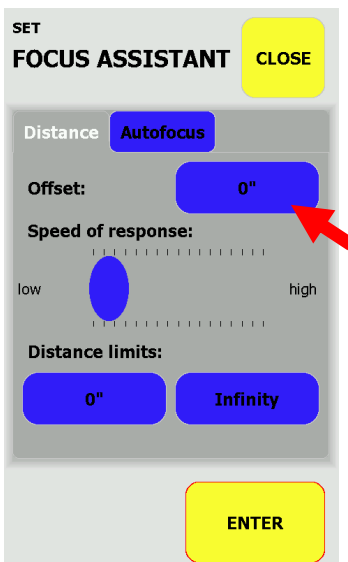 SET
FOCUS ASSISTANT
CLOSE
Distance
Autofocus
Offset:
0"
Speed of response:
low
high
Distance limits:
0"
Infinity
ENTER